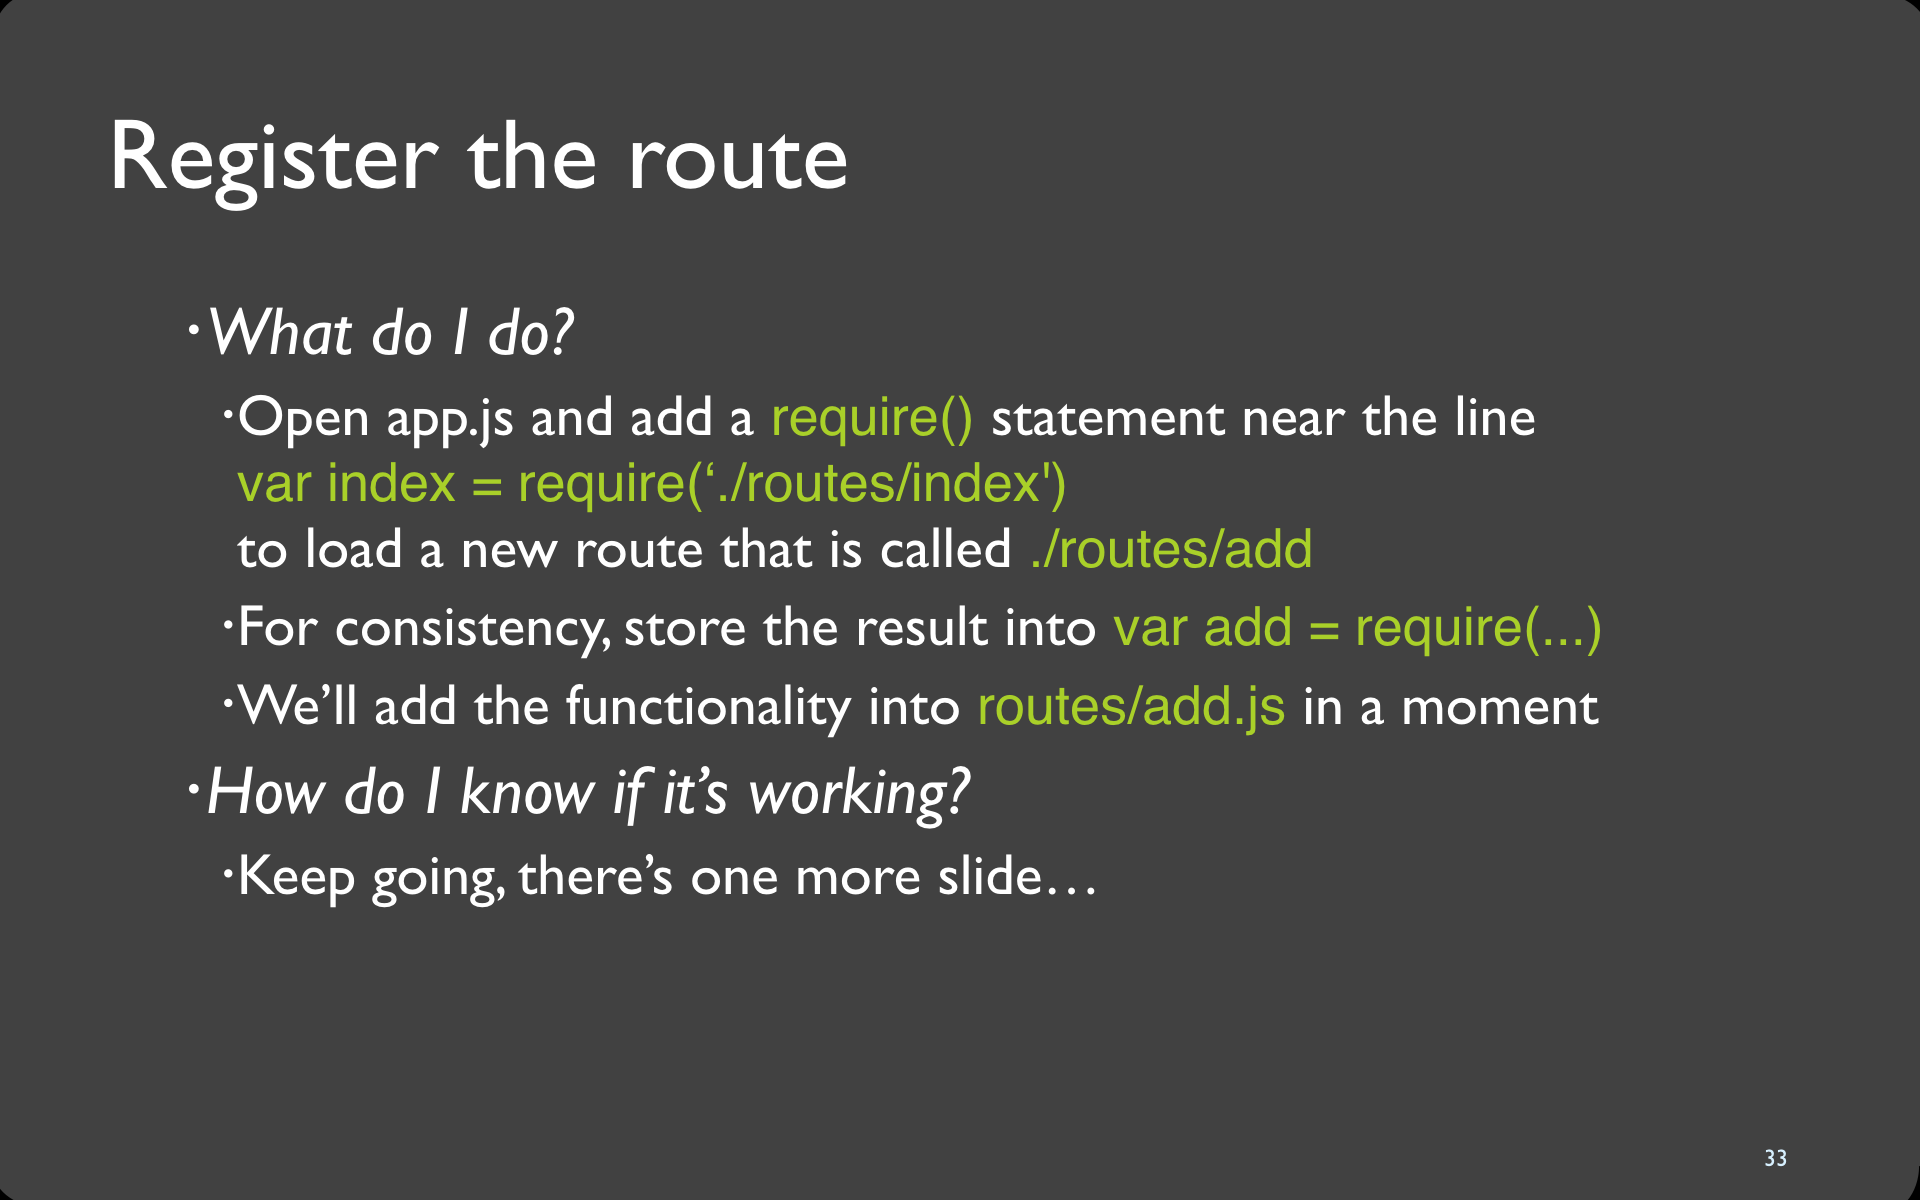 Register the route
·What do I do?
·Open app.js and add a require() statement near the line
var index = require(‘./routes/index')
to load a new route that is called ./routes/add
·For consistency, store the result into var add = require(...)
·We’ll add the functionality into routes/add.js in a moment
·How do I know if it’s working?
·Keep going, there’s one more slide…
33